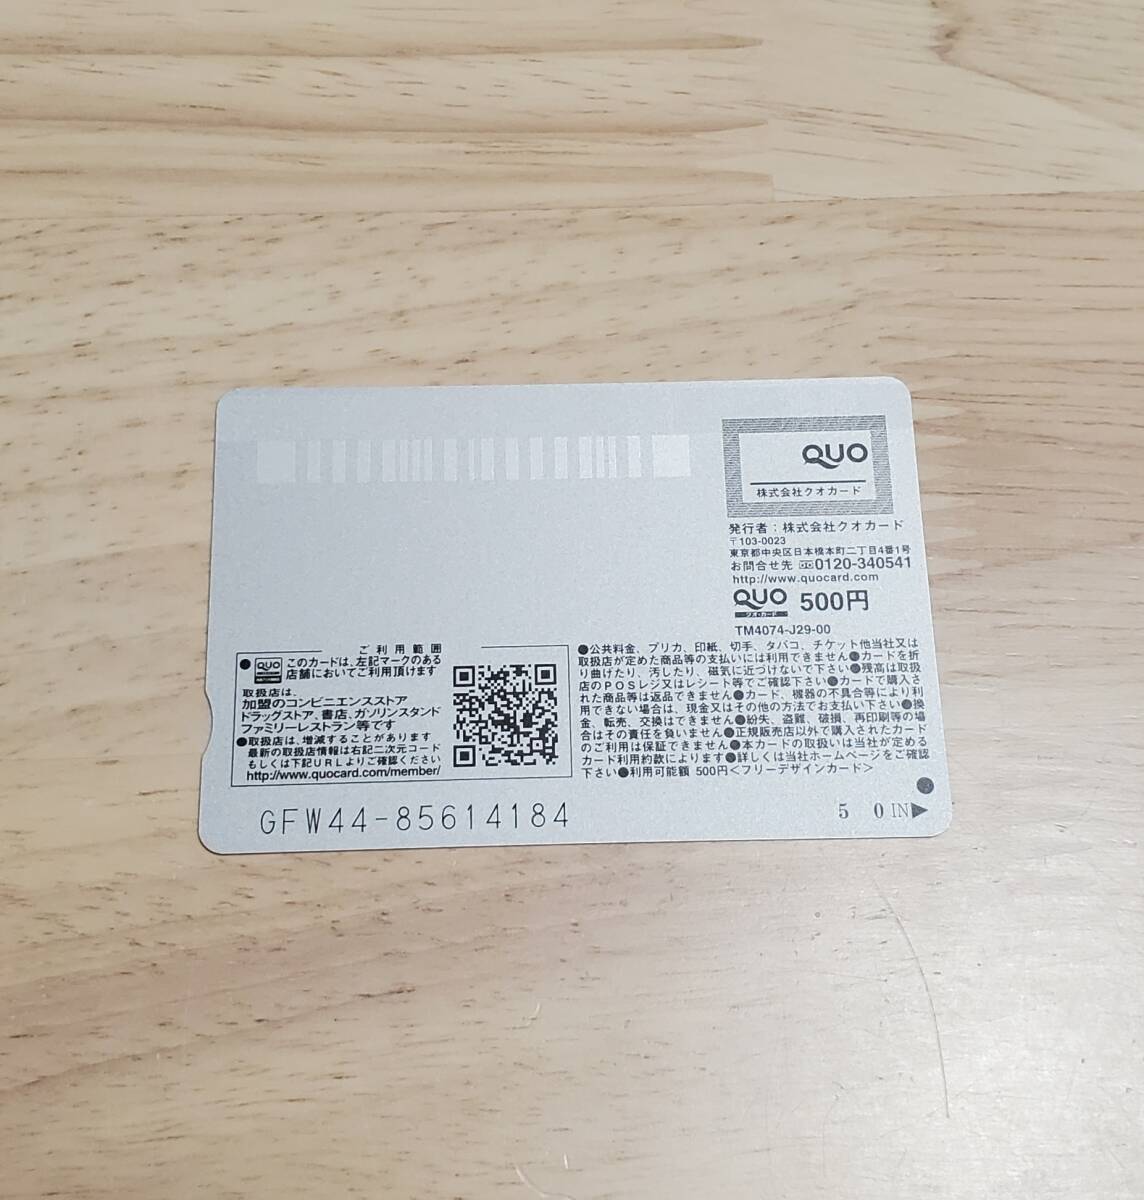 QUO
株式会社クオカード
発行者：株式会社クオカード
〒103-0023
東京都中央区日本橋本町二丁目4番1号
お問合せ先 0120-340541
http://www.quocard.com
QUO 500円
クオ・カード
TM4074-J29-00
ご利用範囲
●QUO このカードは、左記マークのある
店舗においてご利用頂けます
取扱店は、
加盟のコンビニエンスストア
ドラッグストア、書店、ガソリンスタンド
ファミリーレストラン等です
●取扱店は、増減することがあります
最新の取扱店情報は右記二次元コード
もしくは下記URLよりご確認ください
http://www.quocard.com/member/
●公共料金、プリカ、印紙、切手、タバコ、チケット他当社又は
取扱店が定めた商品等の支払いには利用できません●カードを折
り曲げたり、汚したり、磁気に近づけないで下さい●残高は取扱
店のPOSレジ又はレシート等でご確認下さい●カードで購入さ
れた商品等は返品できません●カード、機器の不具合等により利
用できない場合は、現金又はその他の方法でお支払い下さい●換
金、転売、交換はできません●紛失、盗難、破損、再印刷等の場
合はその責任を負いません●正規販売店以外で購入されたカード
のご利用は保証できません●本カードの取扱いは当社が定める
カード利用約款によります●詳しくは当社ホームページをご確認
下さい●利用可能額 500円＜フリーデザインカード＞
GFW44-85614184
5 0 IN▶